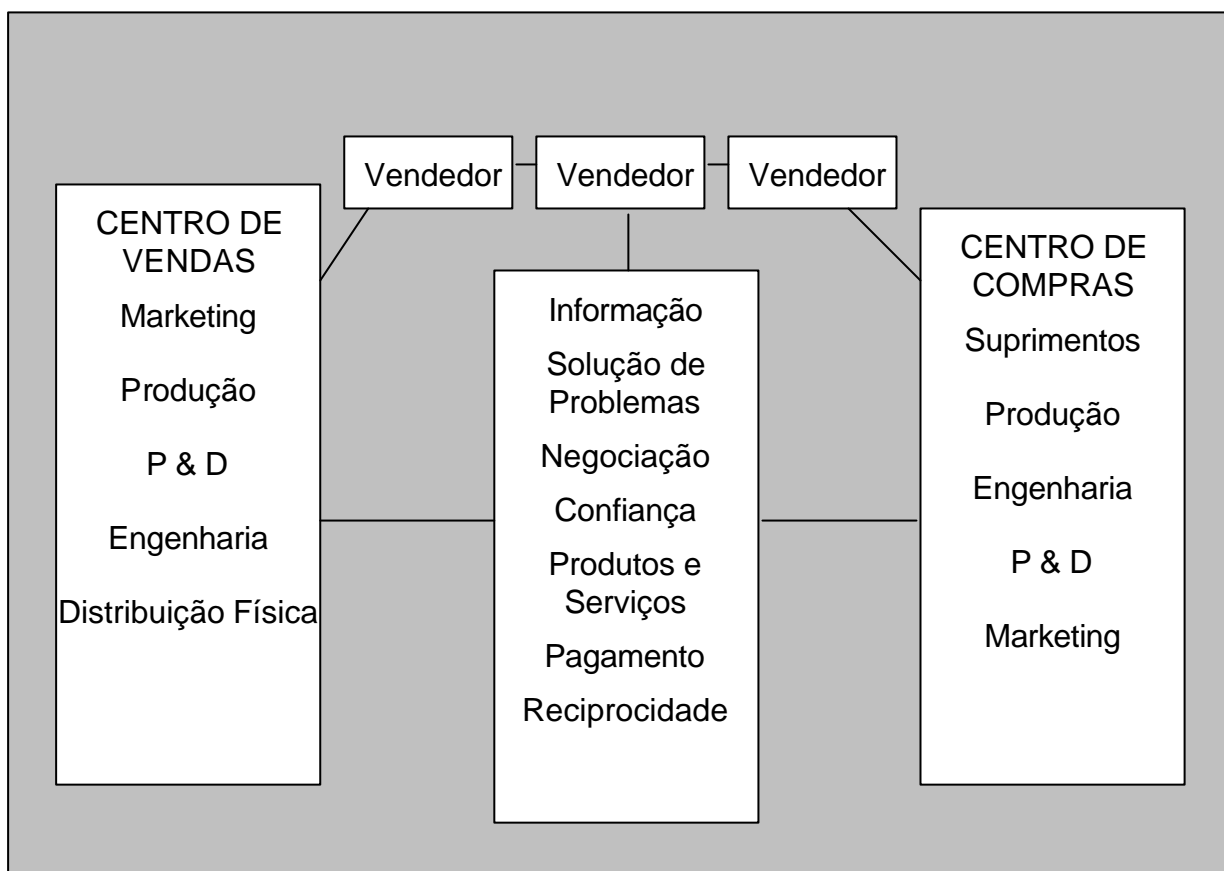 Vendedor
Vendedor
Vendedor
CENTRO DE
VENDAS
Marketing
Produção
P & D
Engenharia
Distribuição Física
Informação
Solução de
Problemas
Negociação
Confiança
Produtos e
Serviços
Pagamento
Reciprocidade
CENTRO DE
COMPRAS
Suprimentos
Produção
Engenharia
P & D
Marketing